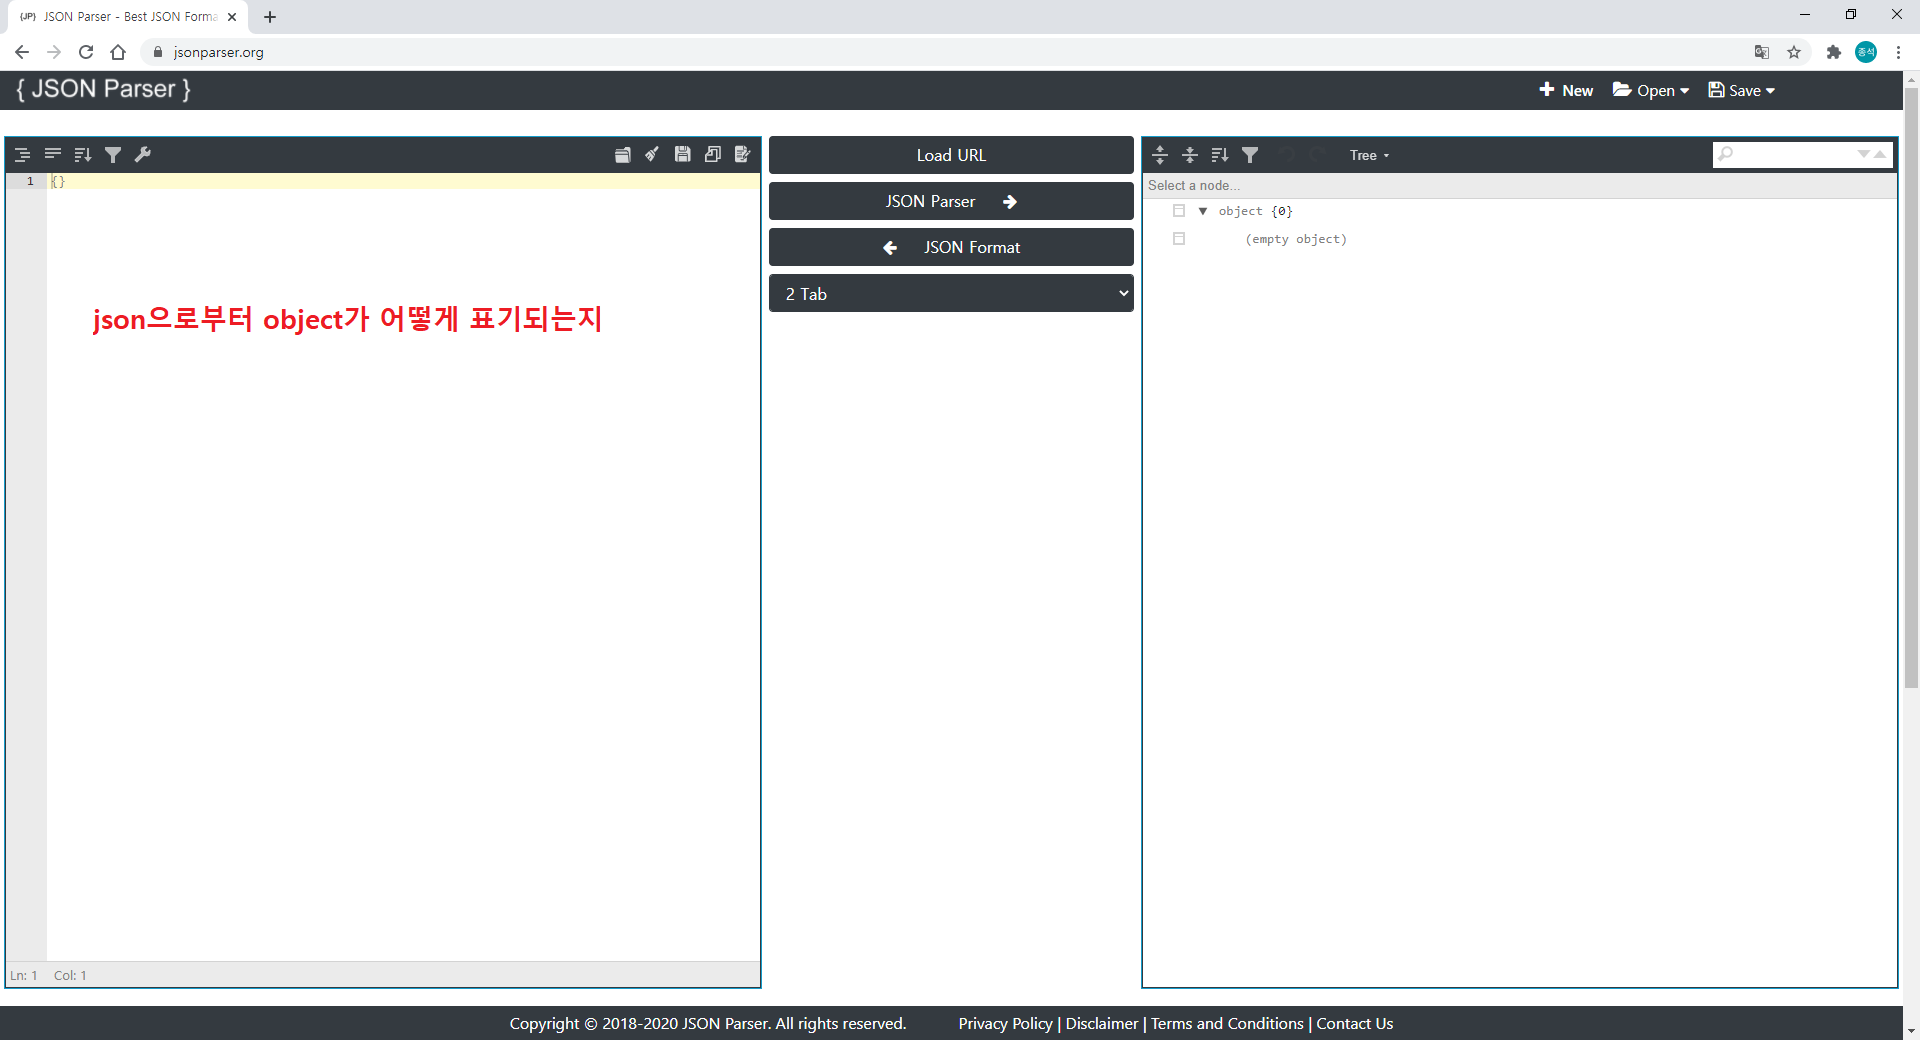 {JP} JSON Parser - Best JSON Forma
jsonparser.org
종석
{ JSON Parser }
New Open Save
Load URL
JSON Parser
JSON Format
2 Tab
1 {}
json으로부터 object가 어떻게 표기되는지
Ln: 1 Col: 1
Tree
Select a node...
object {0}
(empty object)
Copyright © 2018-2020 JSON Parser. All rights reserved. Privacy Policy | Disclaimer | Terms and Conditions | Contact Us